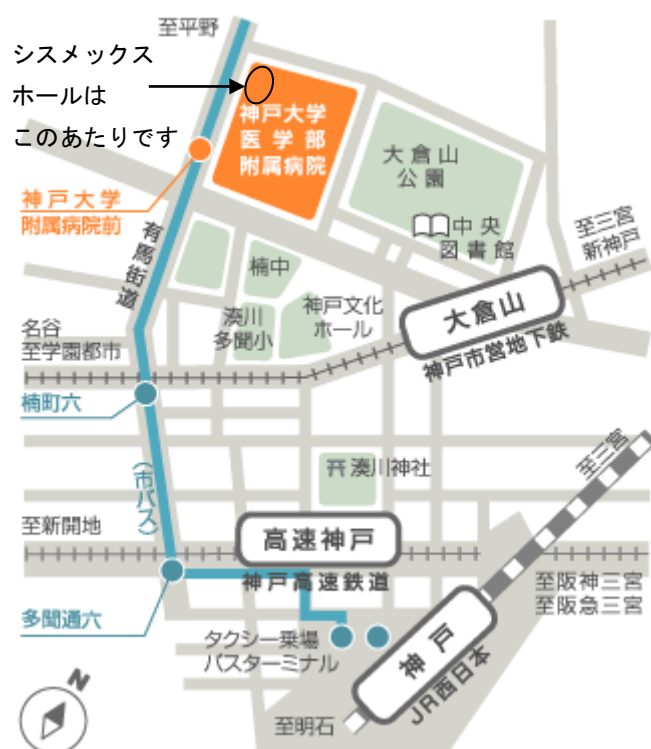 至平野
シスメックス
ホールは
このあたりです
神戸大学
医学部
附属病院
大倉山
公園
神戸大学
附属病院前
中央
図書館
至三宮
新神戸
有馬街道
楠中
湊川
多聞小
神戸文化
ホール
大倉山
神戸市営地下鉄
名谷
至学園都市
楠町六
至三宮
湊川神社
(市バス)
至新開地
高速神戸
神戸高速鉄道
至阪神三宮
至阪急三宮
多聞通六
タクシー乗場
バスターミナル
神戸
JR西日本
至明石
N